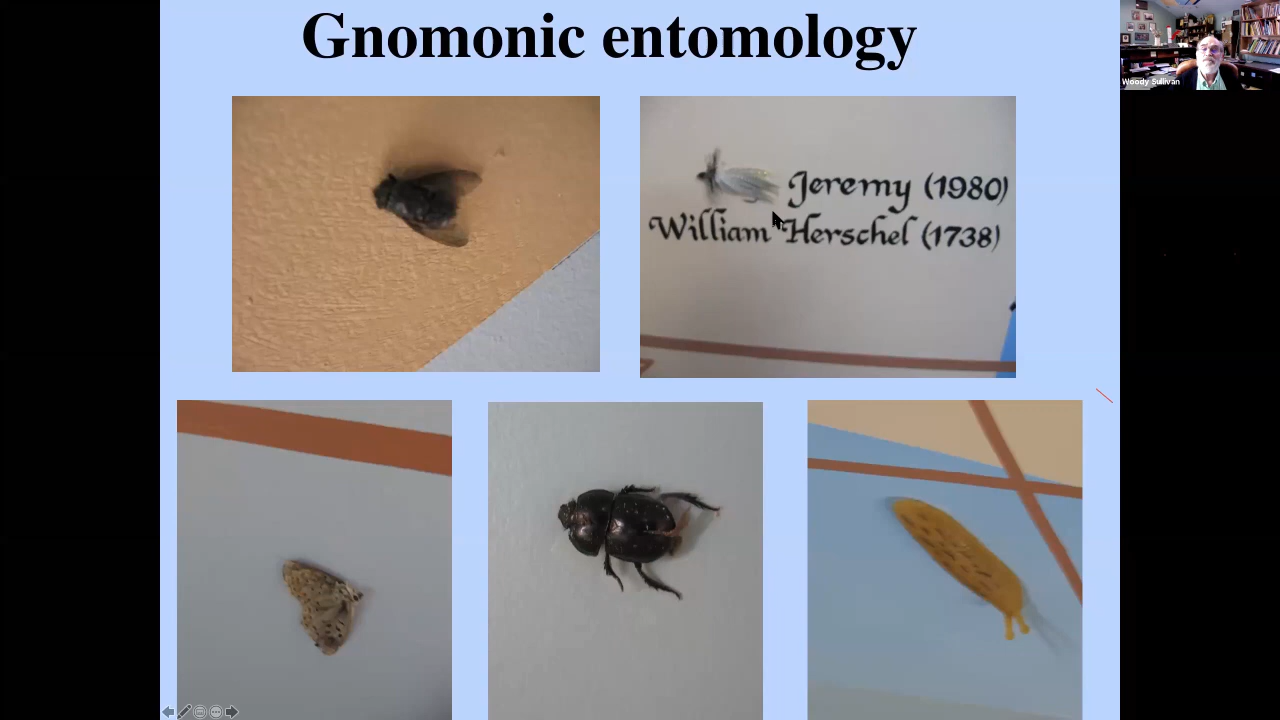 Gnomonic entomology
Woody Sullivan
Jeremy (1980)
William Herschel (1738)